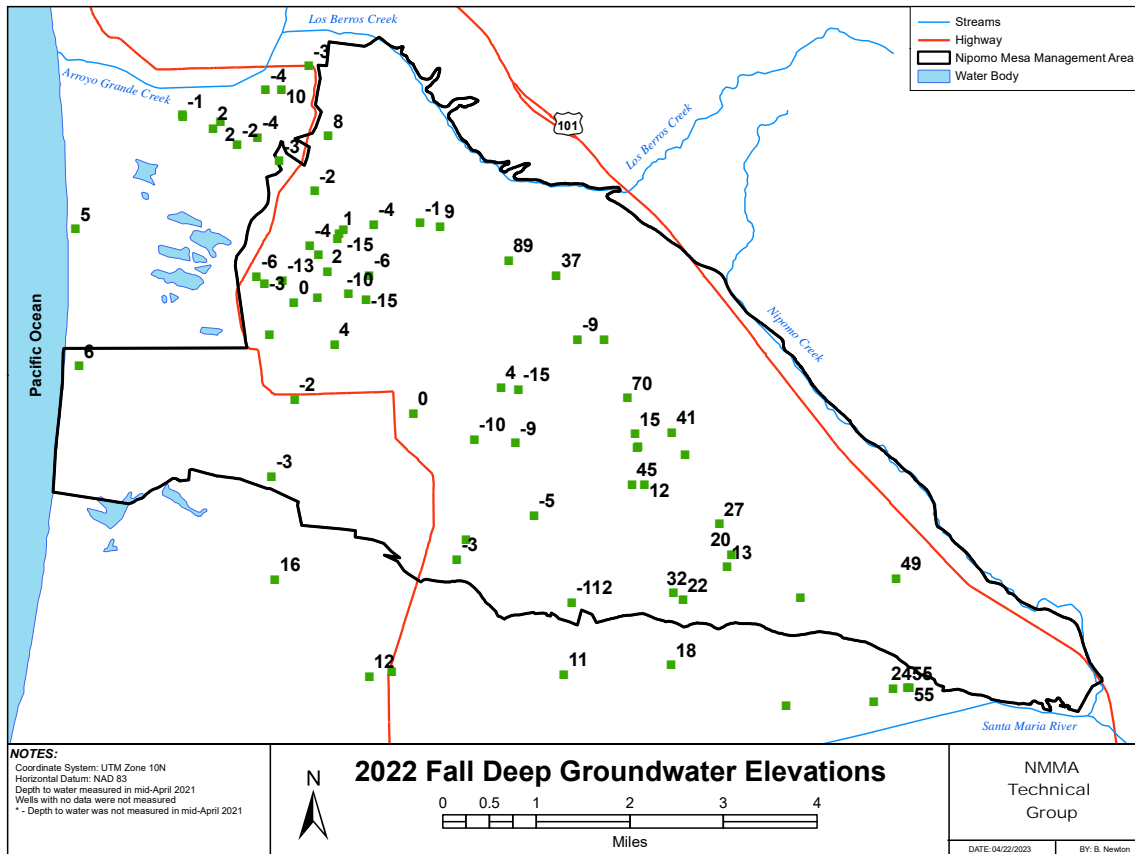 Los Berros Creek
Streams
Highway
Nipomo Mesa Management Area
Water Body
Arroyo Grande Creek
-3
-4
10
-1
2
2
-2
-4
-3
8
101
Los Berros Creek
-2
5
1
-4
-1
9
-4
-15
89
37
-6
-13
2
-6
-3
0
-10
-15
Pacific Ocean
4
-9
Nipomo Creek
6
-2
0
4
-15
70
-10
-9
15
41
-3
45
12
-5
27
-3
20
13
16
49
-112
32
22
12
11
18
24
55
55
Santa Maria River
NOTES:
Coordinate System: UTM Zone 10N
Horizontal Datum: NAD 83
Depth to water measured in mid-April 2021
Wells with no data were not measured
* - Depth to water was not measured in mid-April 2021
N
2022 Fall Deep Groundwater Elevations
0 0.5 1 2 3 4
Miles
NMMA
Technical
Group
DATE:04/22/2023 BY: B. Newton